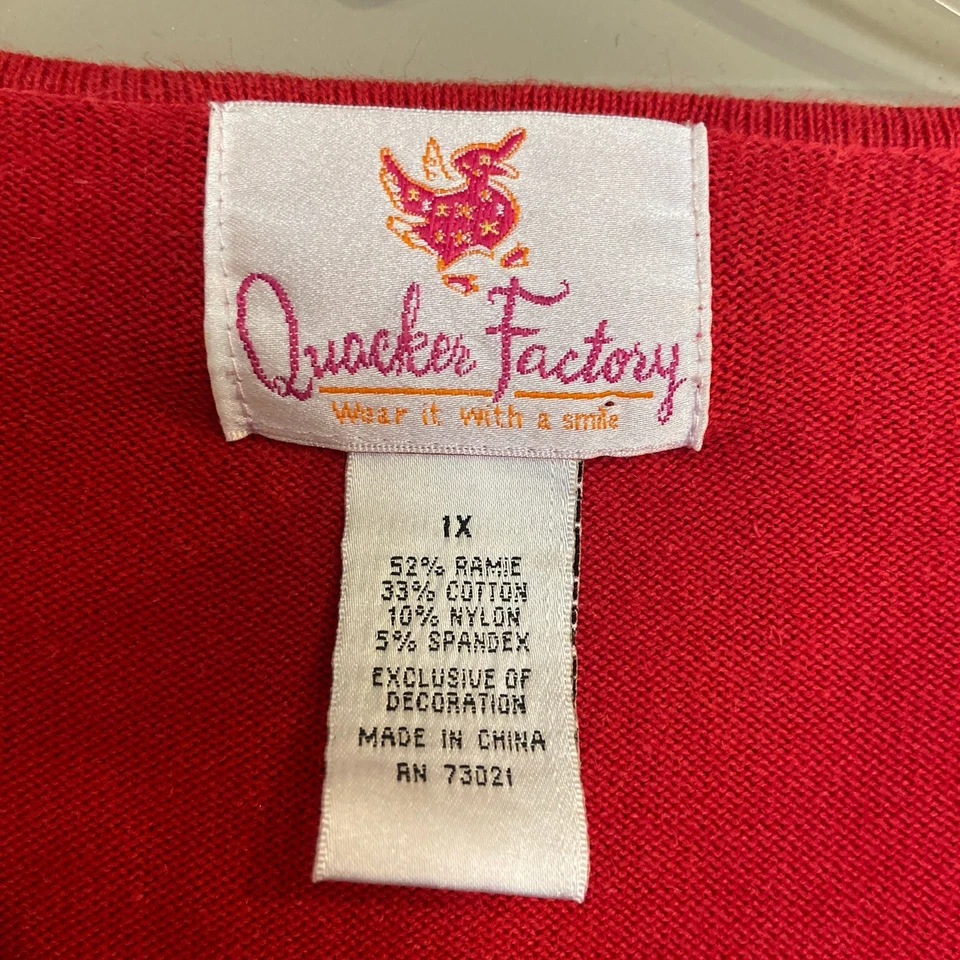 Quacker Factory
Wear it with a smile
1X
52% RAMIE
33% COTTON
10% NYLON
5% SPANDEX
EXCLUSIVE OF
DECORATION
MADE IN CHINA
RN 73021